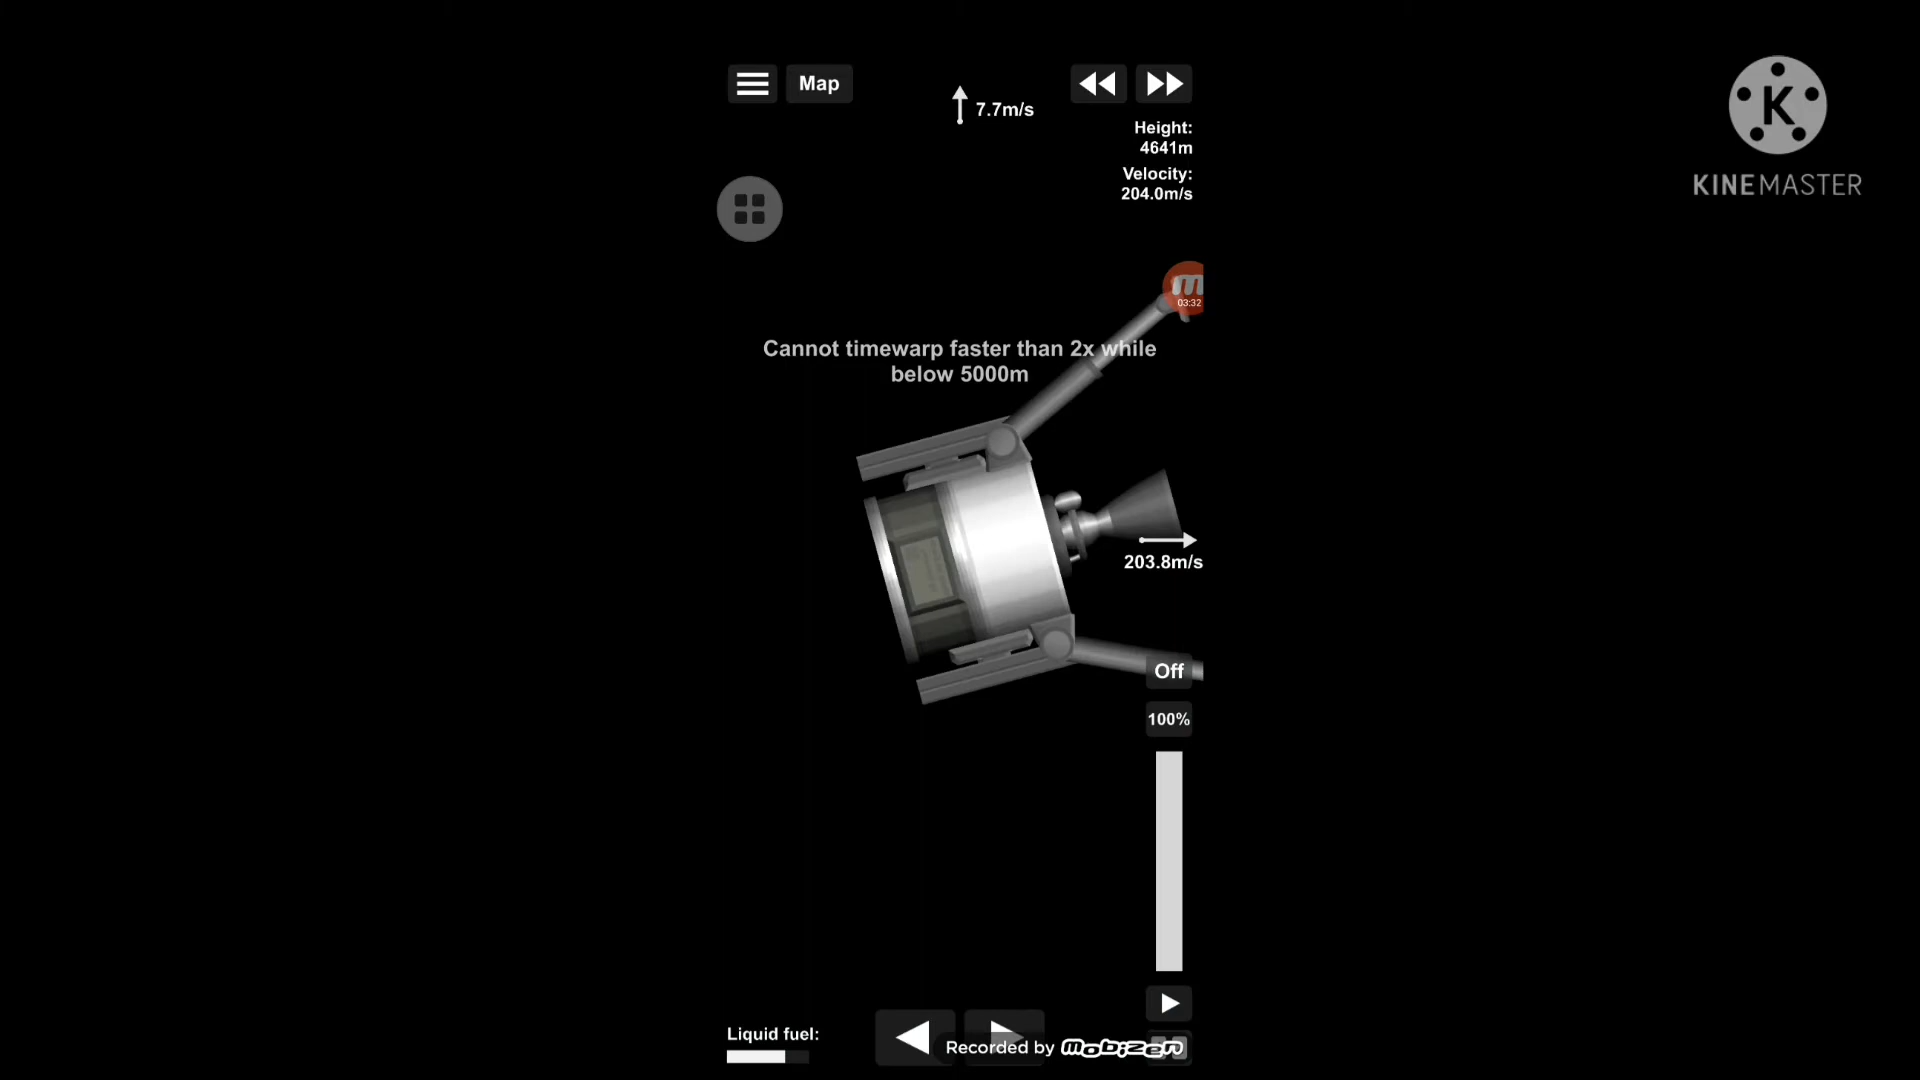 Map
7.7m/s
Height:
4641m
Velocity:
204.0m/s
K
KINEMASTER
m
03:32
Cannot timewarp faster than 2x while
below 5000m
203.8m/s
Off
100%
Liquid fuel:
Recorded by mobizen